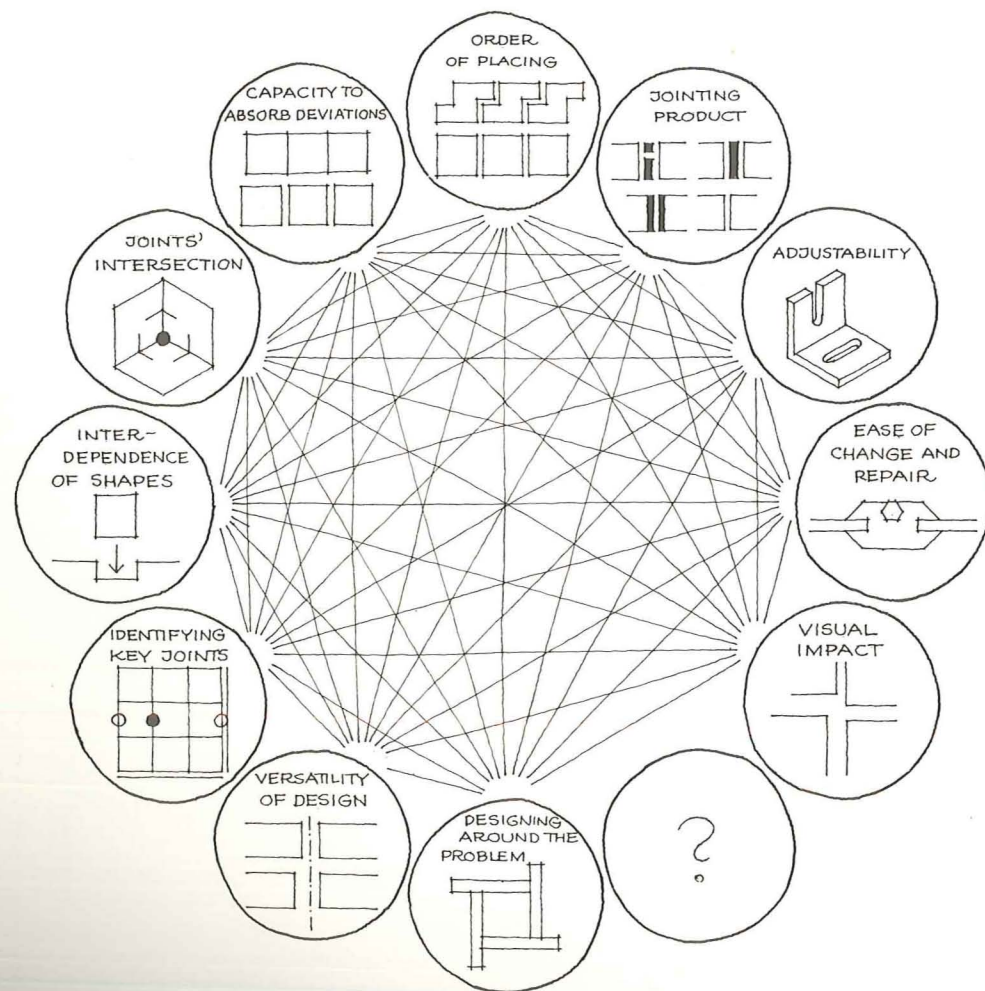 ORDER
OF PLACING
JOINTING
PRODUCT
ADJUSTABILITY
EASE OF
CHANGE AND
REPAIR
VISUAL
IMPACT
?
DESIGNING
AROUND THE
PROBLEM
VERSATILITY
OF DESIGN
IDENTIFYING
KEY JOINTS
INTER-
DEPENDENCE
OF SHAPES
JOINTS'
INTERSECTION
CAPACITY TO
ABSORB DEVIATIONS